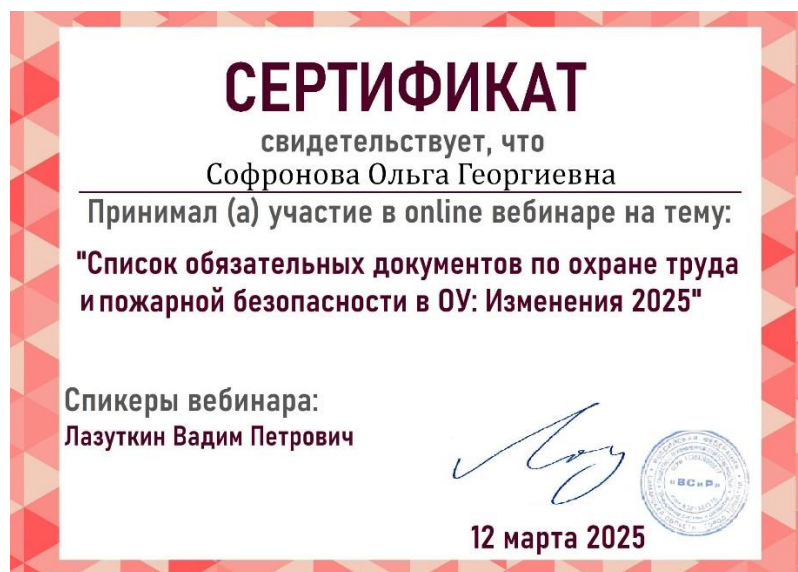 СЕРТИФИКАТ
свидетельствует, что
Софронова Ольга Георгиевна
Принимал (а) участие в online вебинаре на тему:
"Список обязательных документов по охране труда
и пожарной безопасности в ОУ: Изменения 2025"
Спикеры вебинара:
Лазуткин Вадим Петрович
«ВСиР»
12 марта 2025